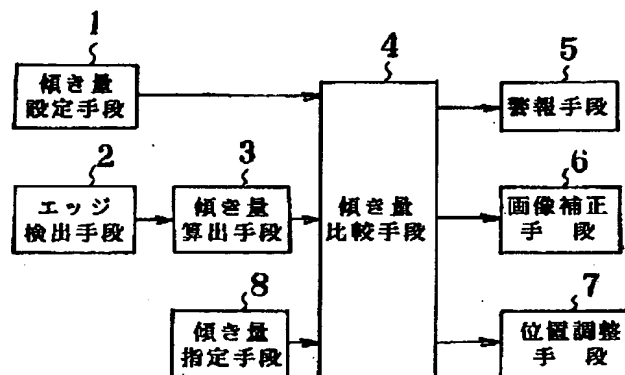 1
傾き量
設定手段
2
エッジ
検出手段
3
傾き量
算出手段
8
傾き量
指定手段
4
傾き量
比較手段
5
警報手段
6
画像補正
手段
7
位置調整
手段